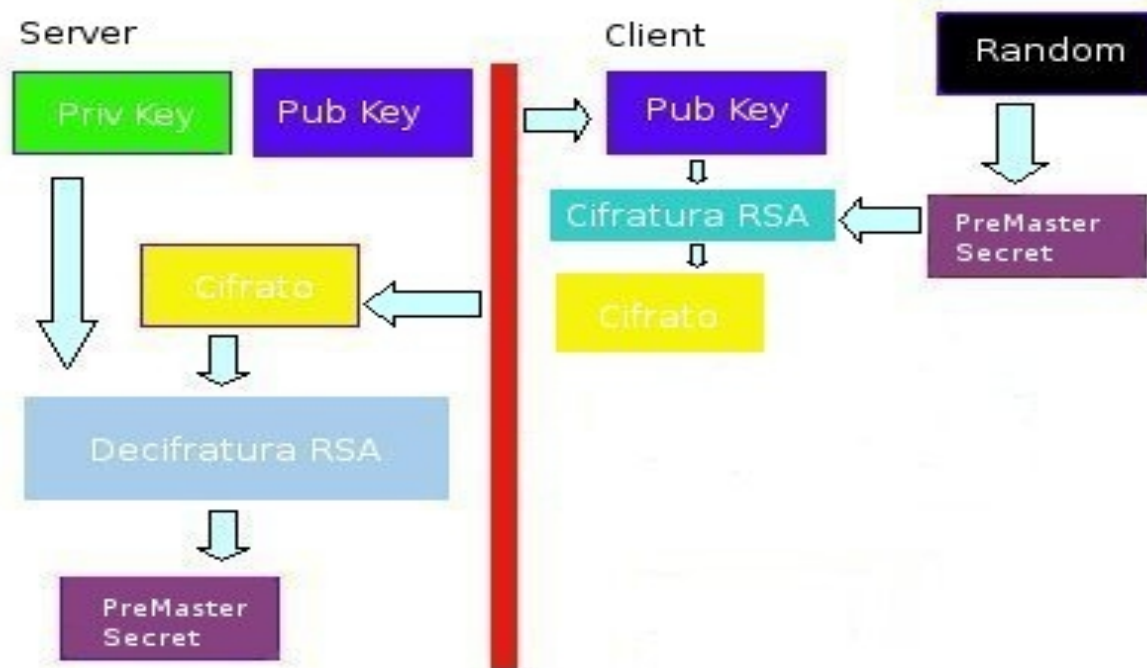 Server
Client
Random
Priv Key
Pub Key
Pub Key
Cifratura RSA
PreMaster
Secret
Cifrato
Cifrato
Decifratura RSA
PreMaster
Secret